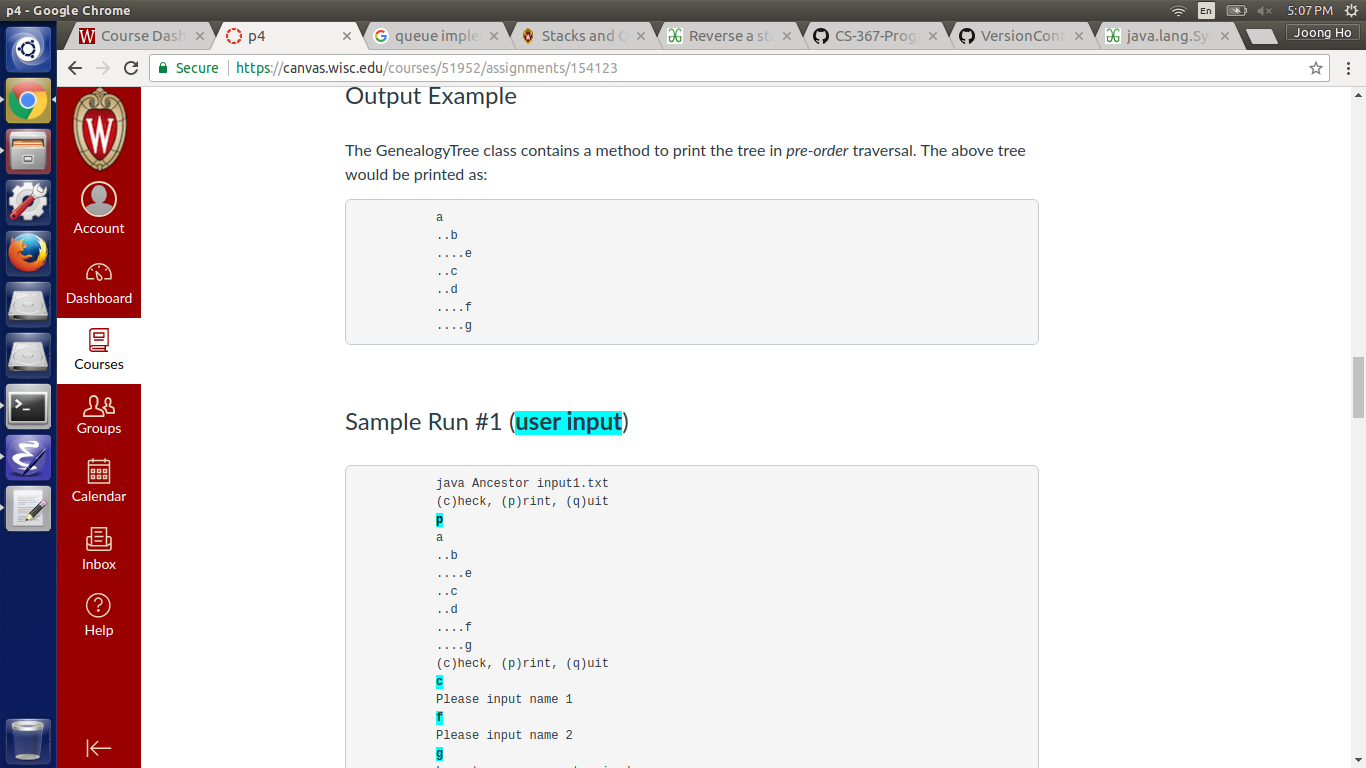 p4 - Google Chrome
En
5:07 PM
Course Dash
p4
queue imple
Stacks and Q
Reverse a sta
CS-367-Prog
VersionCont
java.lang.Sy
Joong Ho
Secure
https://canvas.wisc.edu/courses/51952/assignments/154123
W
Account
Dashboard
Courses
Groups
Calendar
Inbox
Help
Output Example
The GenealogyTree class contains a method to print the tree in pre-order traversal. The above tree
would be printed as:
a
..b
....e
..c
..d
....f
....g
Sample Run #1 (user input)
java Ancestor input1.txt
(c)heck, (p)rint, (q)uit
p
a
..b
....e
..c
..d
....f
....g
(c)heck, (p)rint, (q)uit
c
Please input name 1
f
Please input name 2
g